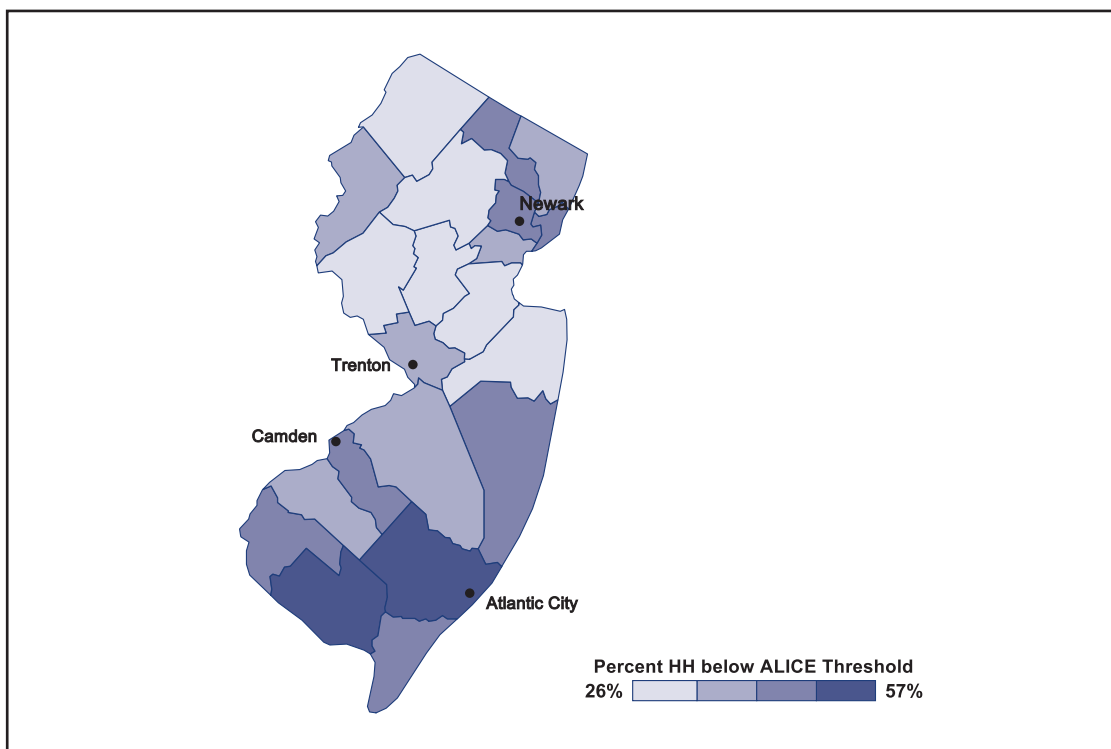 Newark
Trenton
Camden
Atlantic City
Percent HH below ALICE Threshold
26% 57%